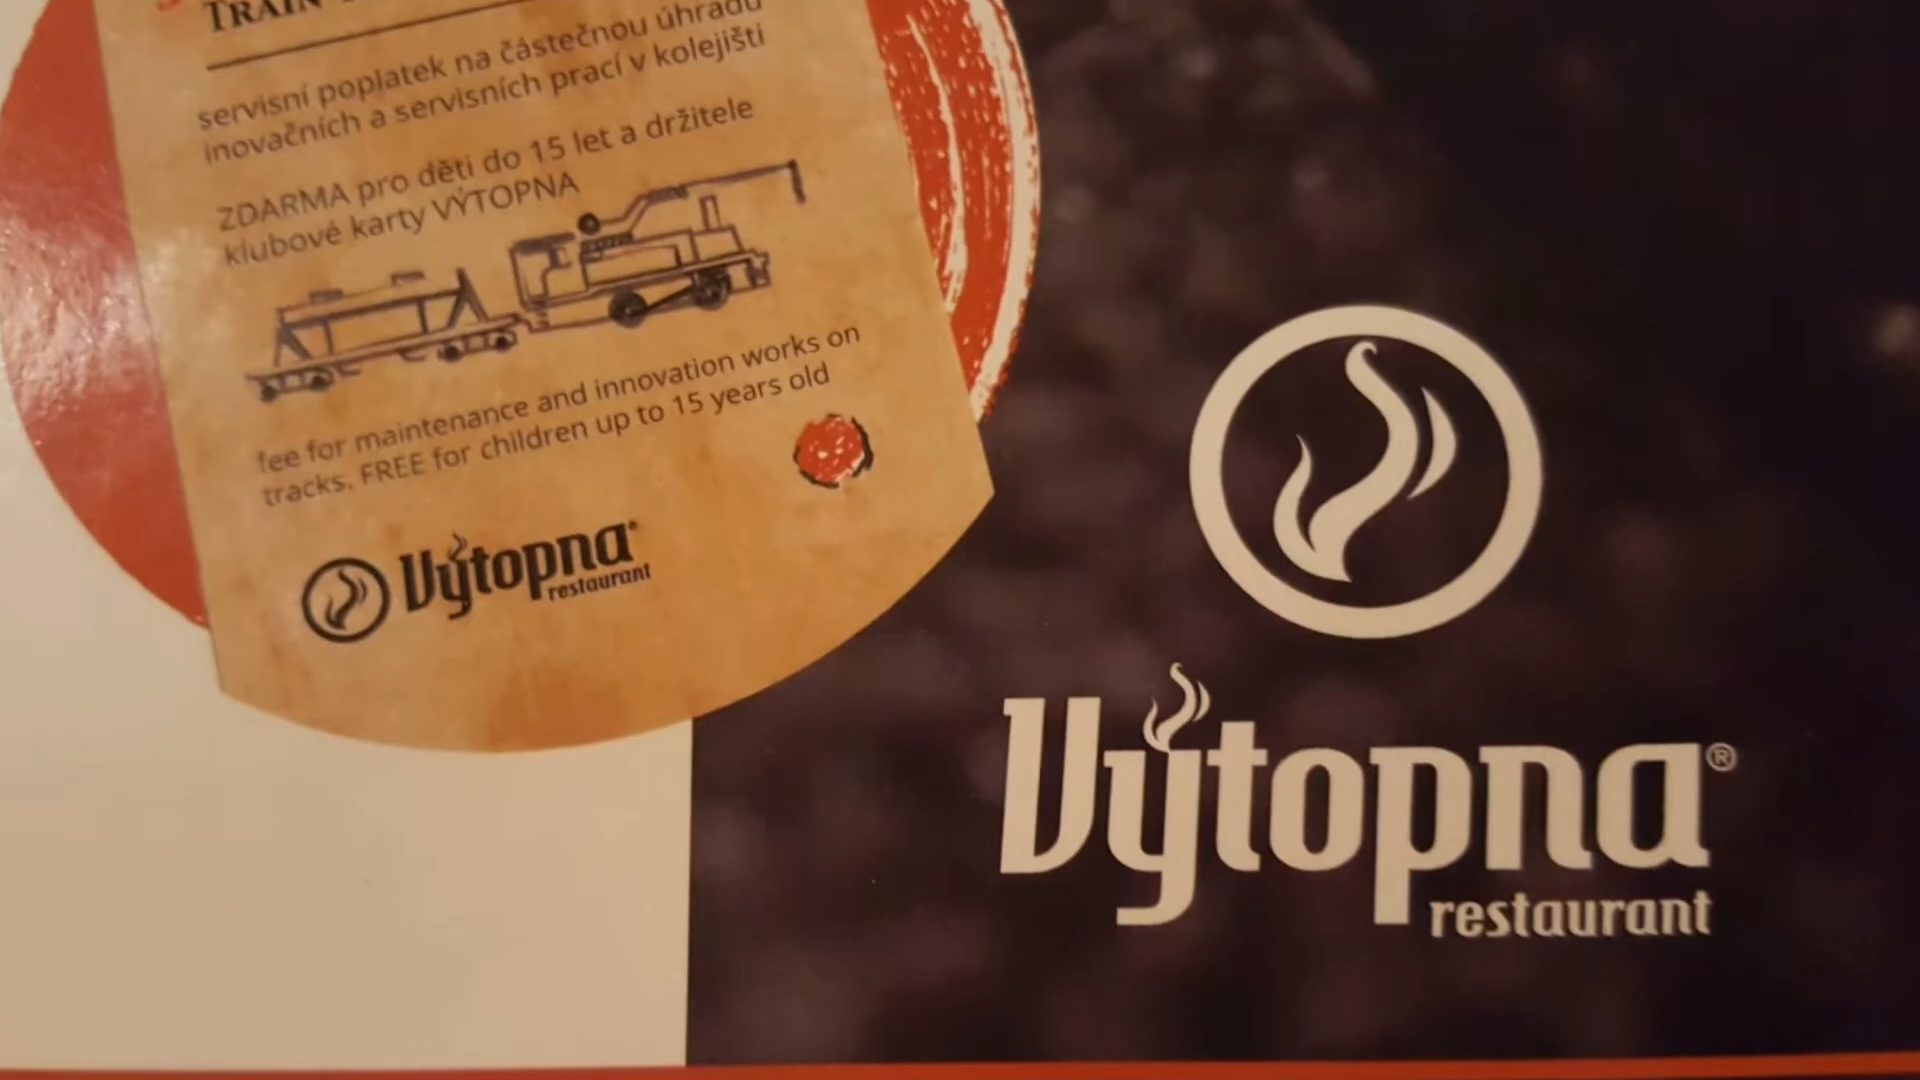 TRAIN
servisní poplatek na částečnou úhradu
inovačních a servisních prací v kolejišti
ZDARMA pro děti do 15 let a držitele
klubové karty VÝTOPNA
fee for maintenance and innovation works on
tracks. FREE for children up to 15 years old
Výtopna®
restaurant
Výtopna®
restaurant